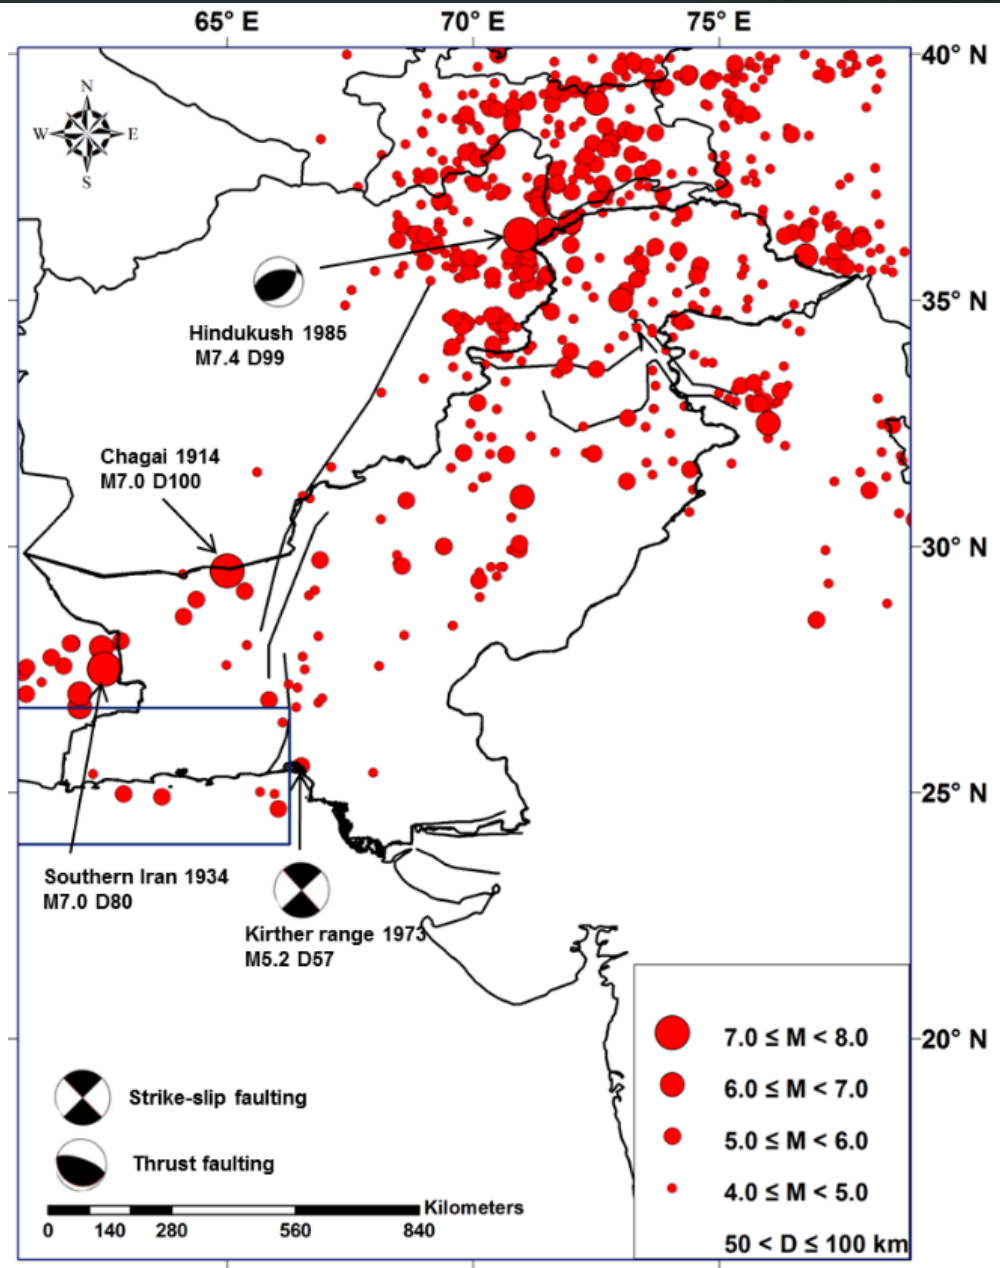 65° E 70° E 75° E
40° N
N
W E
S
35° N
Hindukush 1985
M7.4 D99
Chagai 1914
M7.0 D100
30° N
25° N
Southern Iran 1934
M7.0 D80
Kirther range 1973
M5.2 D57
20° N
7.0 ≤ M < 8.0
6.0 ≤ M < 7.0
5.0 ≤ M < 6.0
4.0 ≤ M < 5.0
50 < D ≤ 100 km
Strike-slip faulting
Thrust faulting
Kilometers
0 140 280 560 840